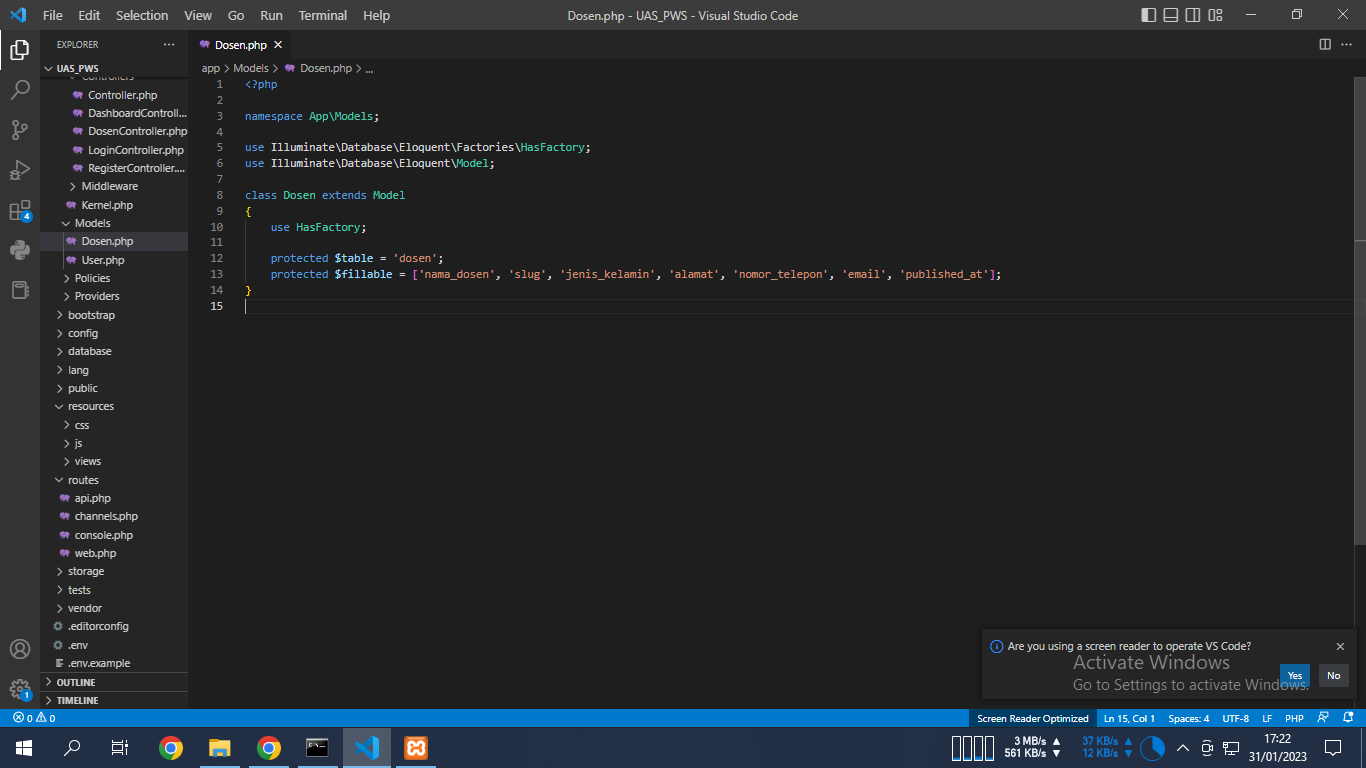 File Edit Selection View Go Run Terminal Help
Dosen.php - UAS_PWS - Visual Studio Code
EXPLORER
UAS_PWS
Controllers
Controller.php
DashboardControll...
DosenController.php
LoginController.php
RegisterController....
Middleware
Kernel.php
Models
Dosen.php
User.php
Policies
Providers
bootstrap
config
database
lang
public
resources
css
js
views
routes
api.php
channels.php
console.php
web.php
storage
tests
vendor
.editorconfig
.env
.env.example
OUTLINE
TIMELINE
4
1
Dosen.php
app > Models > Dosen.php > ...
1 <?php
2
3 namespace App\Models;
4
5 use Illuminate\Database\Eloquent\Factories\HasFactory;
6 use Illuminate\Database\Eloquent\Model;
7
8 class Dosen extends Model
9 {
10 use HasFactory;
11
12 protected $table = 'dosen';
13 protected $fillable = ['nama_dosen', 'slug', 'jenis_kelamin', 'alamat', 'nomor_telepon', 'email', 'published_at'];
14 }
15
Are you using a screen reader to operate VS Code?
Yes No
Activate Windows
Go to Settings to activate Windows.
0 0 Screen Reader Optimized Ln 15, Col 1 Spaces: 4 UTF-8 LF PHP
3 MB/s 37 KB/s 17:22
561 KB/s 12 KB/s 31/01/2023